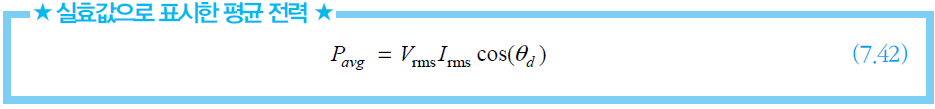 ★ 실효값으로 표시한 평균 전력 ★
P_avg = V_rms I_rms cos(θ_d) (7.42)